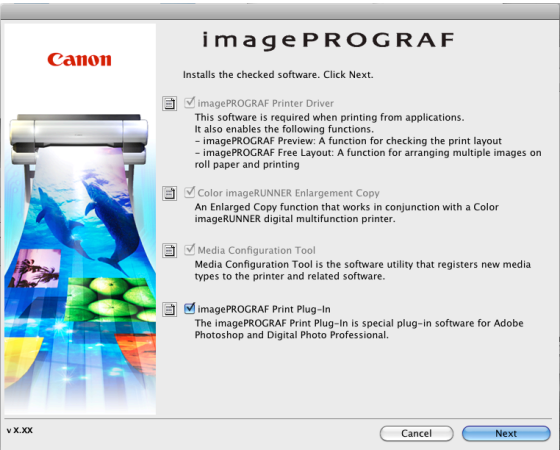 imagePROGRAF
Canon
Installs the checked software. Click Next.
imagePROGRAF Printer Driver
This software is required when printing from applications.
It also enables the following functions.
– imagePROGRAF Preview: A function for checking the print layout
– imagePROGRAF Free Layout: A function for arranging multiple images on
roll paper and printing
Color imageRUNNER Enlargement Copy
An Enlarged Copy function that works in conjunction with a Color
imageRUNNER digital multifunction printer.
Media Configuration Tool
Media Configuration Tool is the software utility that registers new media
types to the printer and related software.
imagePROGRAF Print Plug-In
The imagePROGRAF Print Plug-In is special plug-in software for Adobe
Photoshop and Digital Photo Professional.
v X.XX
Cancel
Next